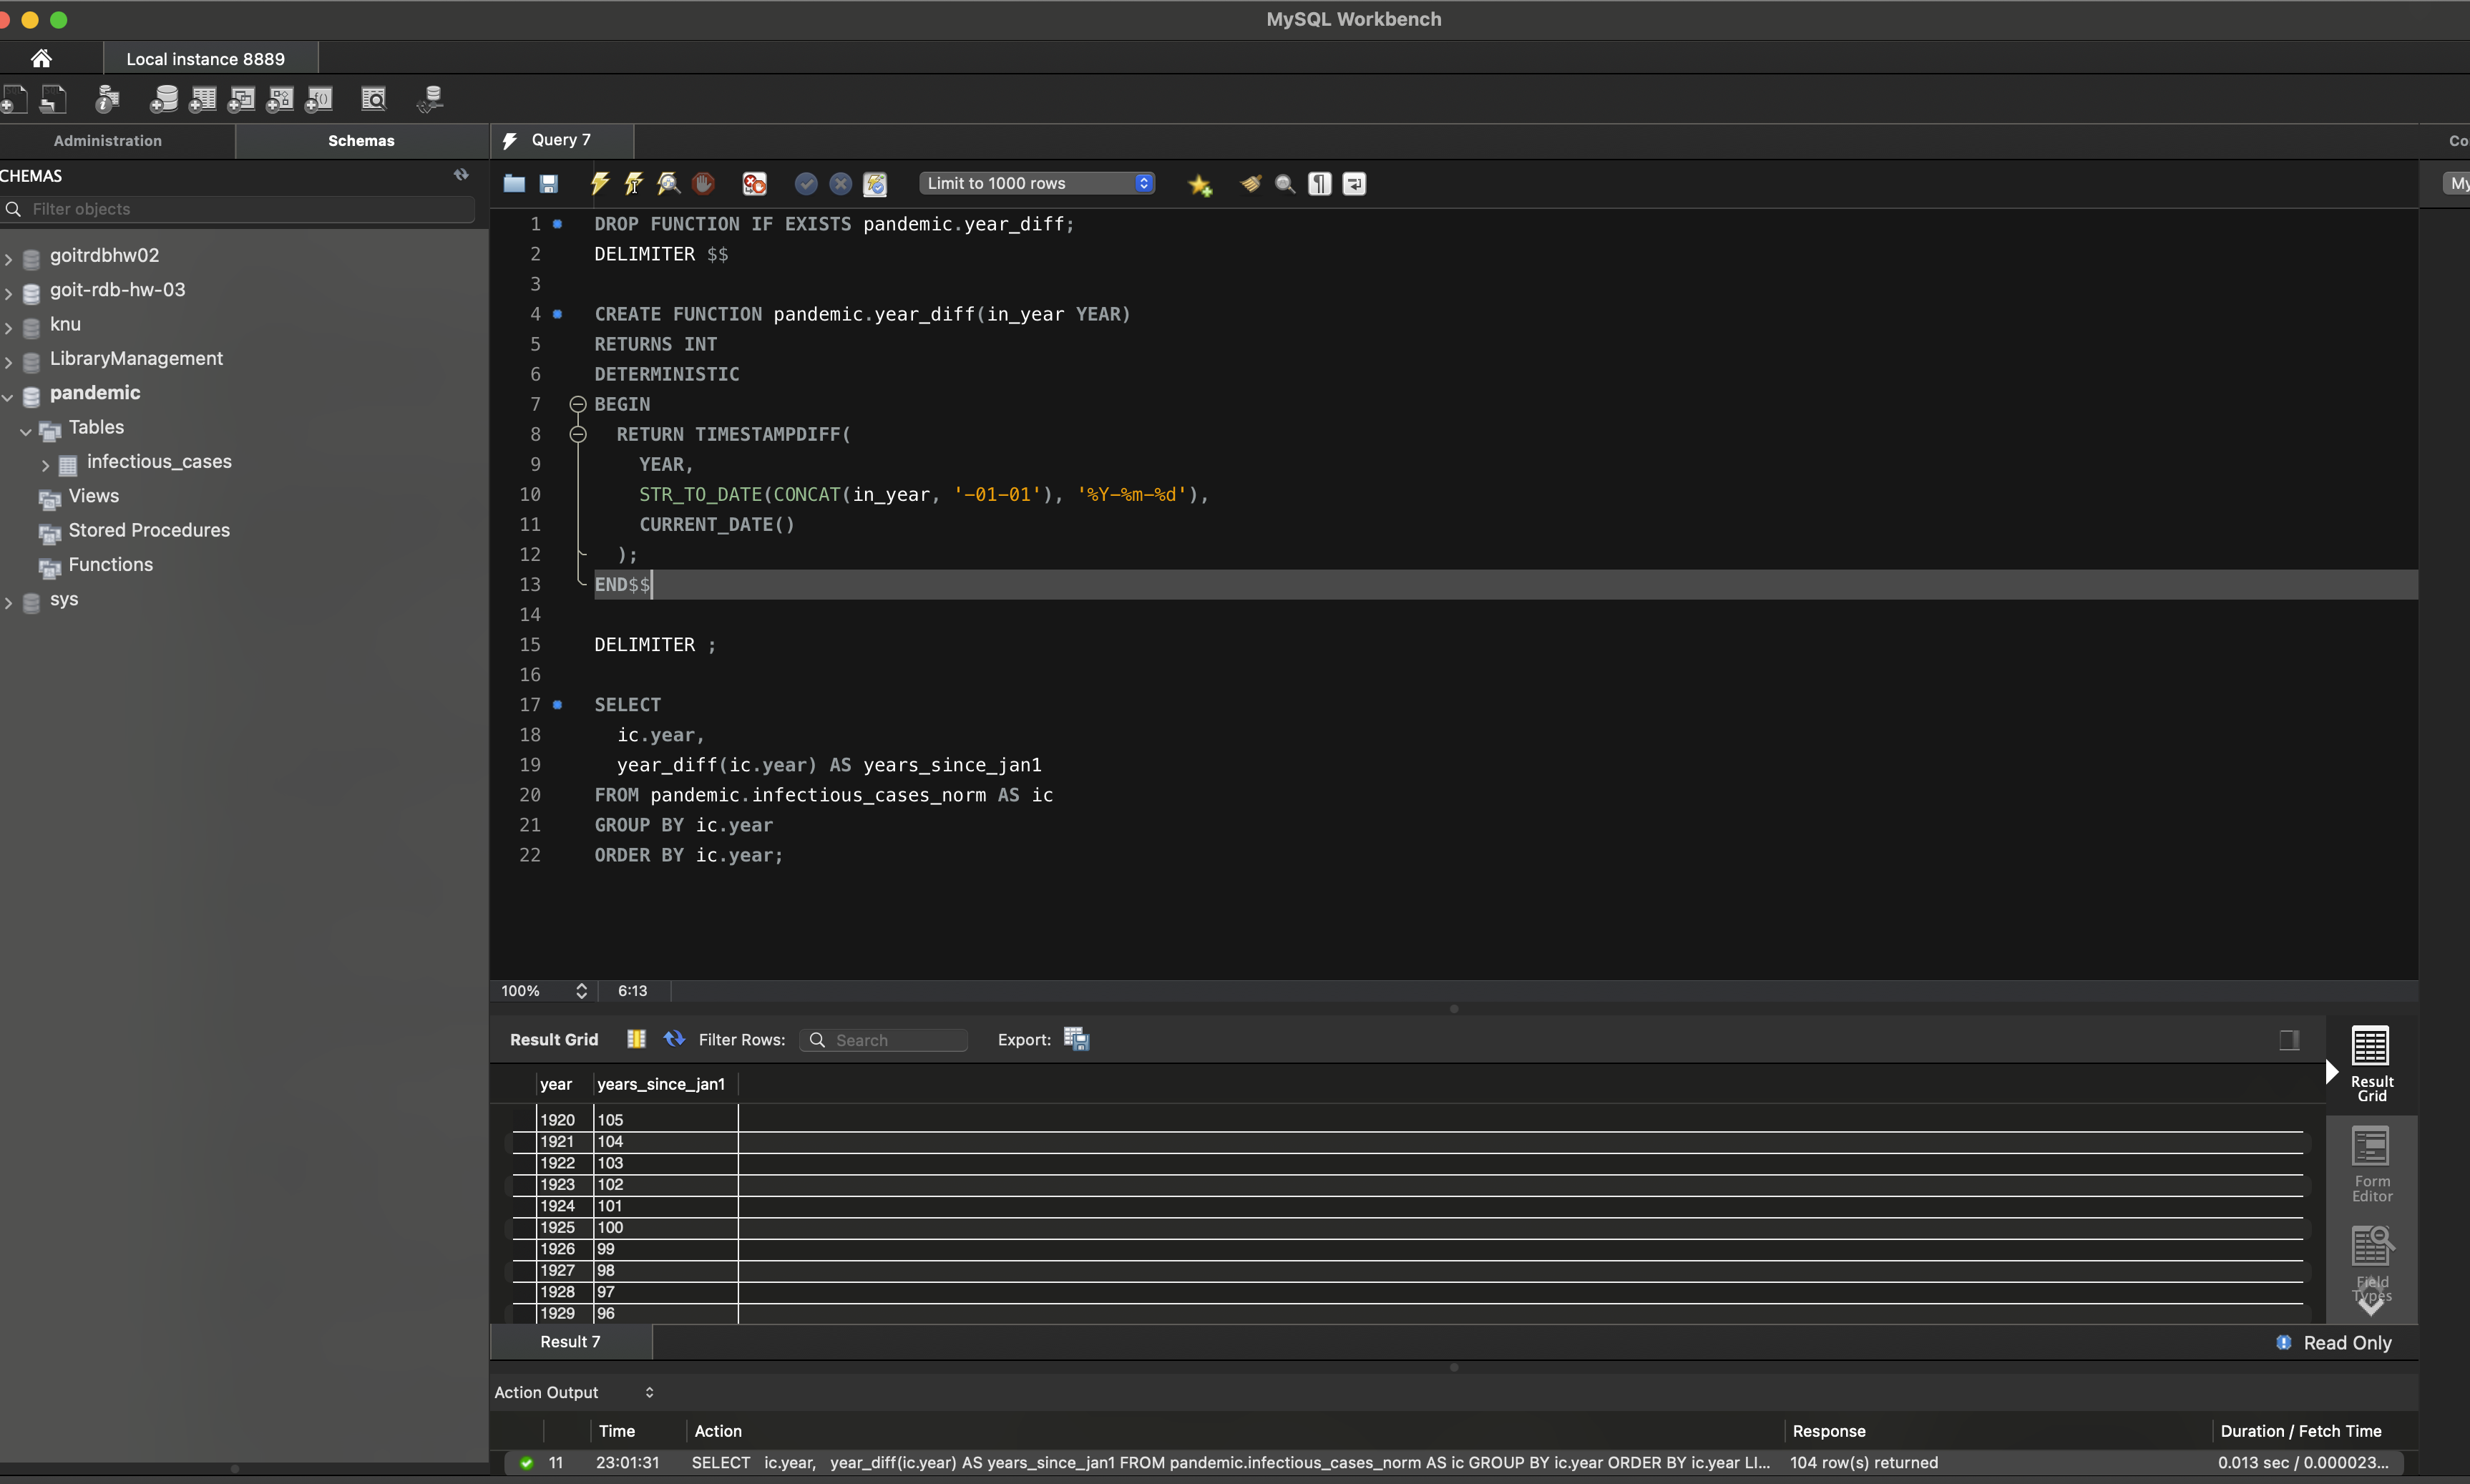 MySQL Workbench
Local instance 8889
Administration
Schemas
Query 7
Co
CHEMAS
Filter objects
Limit to 1000 rows
My
goitrdbhw02
goit-rdb-hw-03
knu
LibraryManagement
pandemic
Tables
infectious_cases
Views
Stored Procedures
Functions
sys
1 DROP FUNCTION IF EXISTS pandemic.year_diff;
2 DELIMITER $$
3
4 CREATE FUNCTION pandemic.year_diff(in_year YEAR)
5 RETURNS INT
6 DETERMINISTIC
7 BEGIN
8 RETURN TIMESTAMPDIFF(
9 YEAR,
10 STR_TO_DATE(CONCAT(in_year, '-01-01'), '%Y-%m-%d'),
11 CURRENT_DATE()
12 );
13 END$$
14
15 DELIMITER ;
16
17 SELECT
18 ic.year,
19 year_diff(ic.year) AS years_since_jan1
20 FROM pandemic.infectious_cases_norm AS ic
21 GROUP BY ic.year
22 ORDER BY ic.year;
100% 6:13
Result Grid Filter Rows: Search Export:
year years_since_jan1
1920 105
1921 104
1922 103
1923 102
1924 101
1925 100
1926 99
1927 98
1928 97
1929 96
Result Grid
Form Editor
Field Types
Result 7
Read Only
Action Output
Time Action Response Duration / Fetch Time
11 23:01:31 SELECT ic.year, year_diff(ic.year) AS years_since_jan1 FROM pandemic.infectious_cases_norm AS ic GROUP BY ic.year ORDER BY ic.year LI... 104 row(s) returned 0.013 sec / 0.000023...